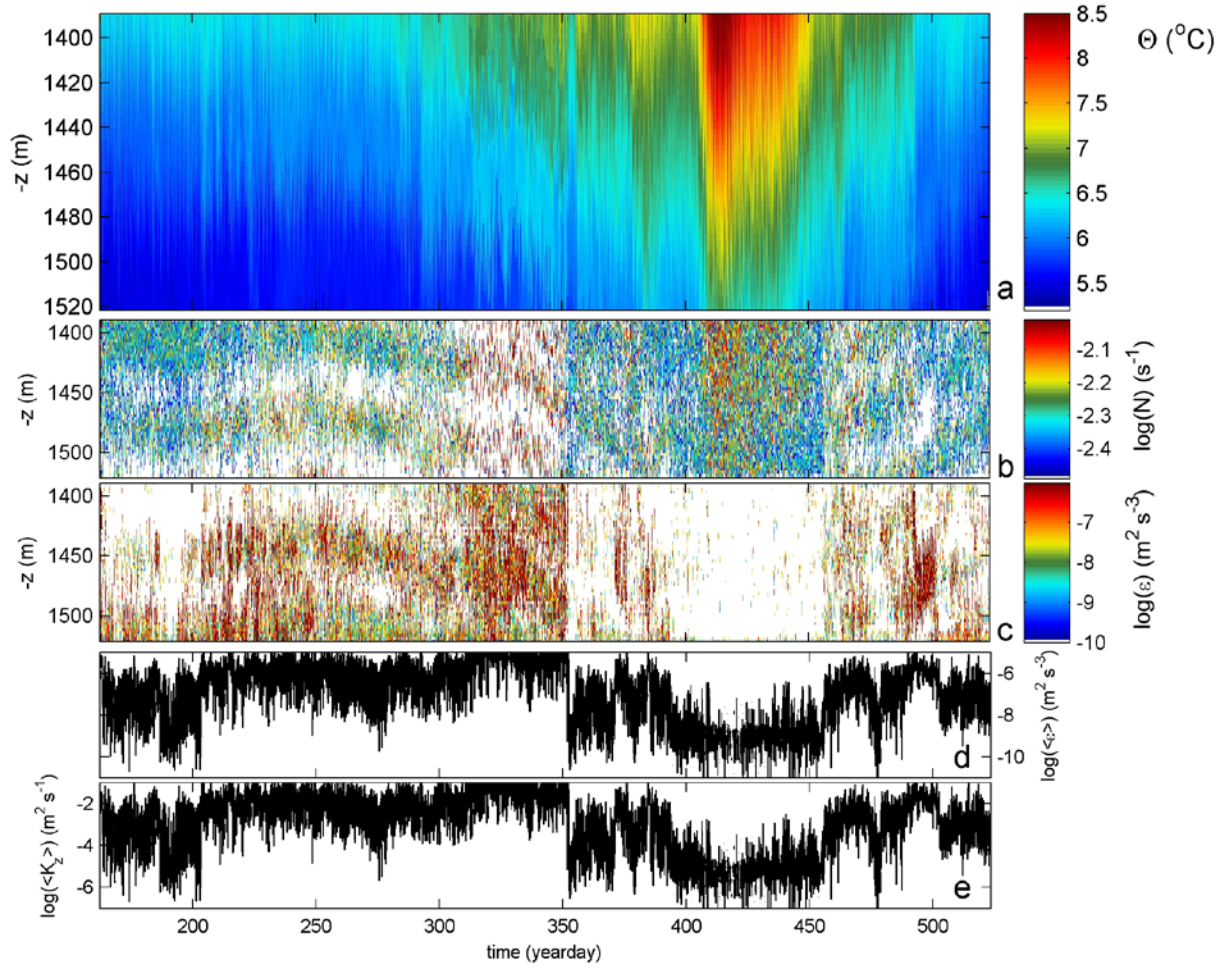 8.5
Θ (°C)
1400
8
1420
7.5
1440
-z (m)
7
1460
6.5
1480
6
1500
5.5
1520
a
1400
-2.1
-z (m)
1450
-2.2
log(N) (s⁻¹)
-2.3
1500
-2.4
b
1400
-7
-z (m)
1450
-8
log(ε) (m² s⁻³)
-9
1500
c
-10
-6
-8
log(<ε>) (m² s⁻³)
-10
d
log(<K_z>) (m² s⁻¹)
-2
-4
-6
e
200 250 300 350 400 450 500
time (yearday)